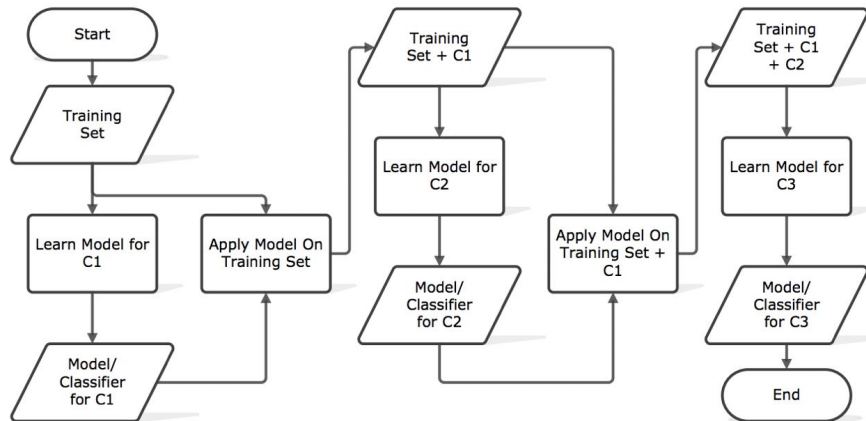 Start
Training
Set
Learn Model for
C1
Model/
Classifier
for C1
Apply Model On
Training Set
Training
Set + C1
Learn Model for
C2
Model/
Classifier
for C2
Apply Model On
Training Set +
C1
Training
Set + C1
+ C2
Learn Model for
C3
Model/
Classifier
for C3
End